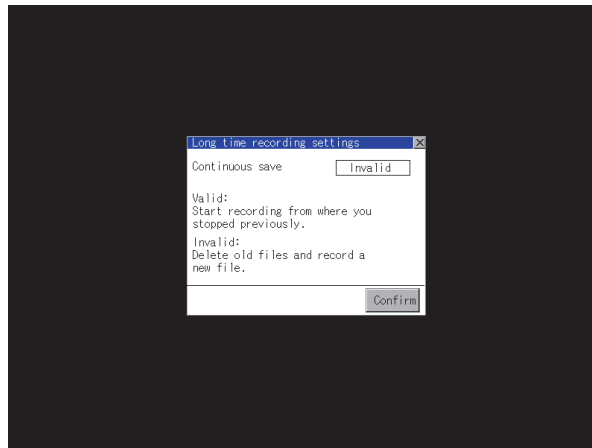 Long time recording settings
Continuous save Invalid
Valid:
Start recording from where you
stopped previously.
Invalid:
Delete old files and record a
new file.
Confirm